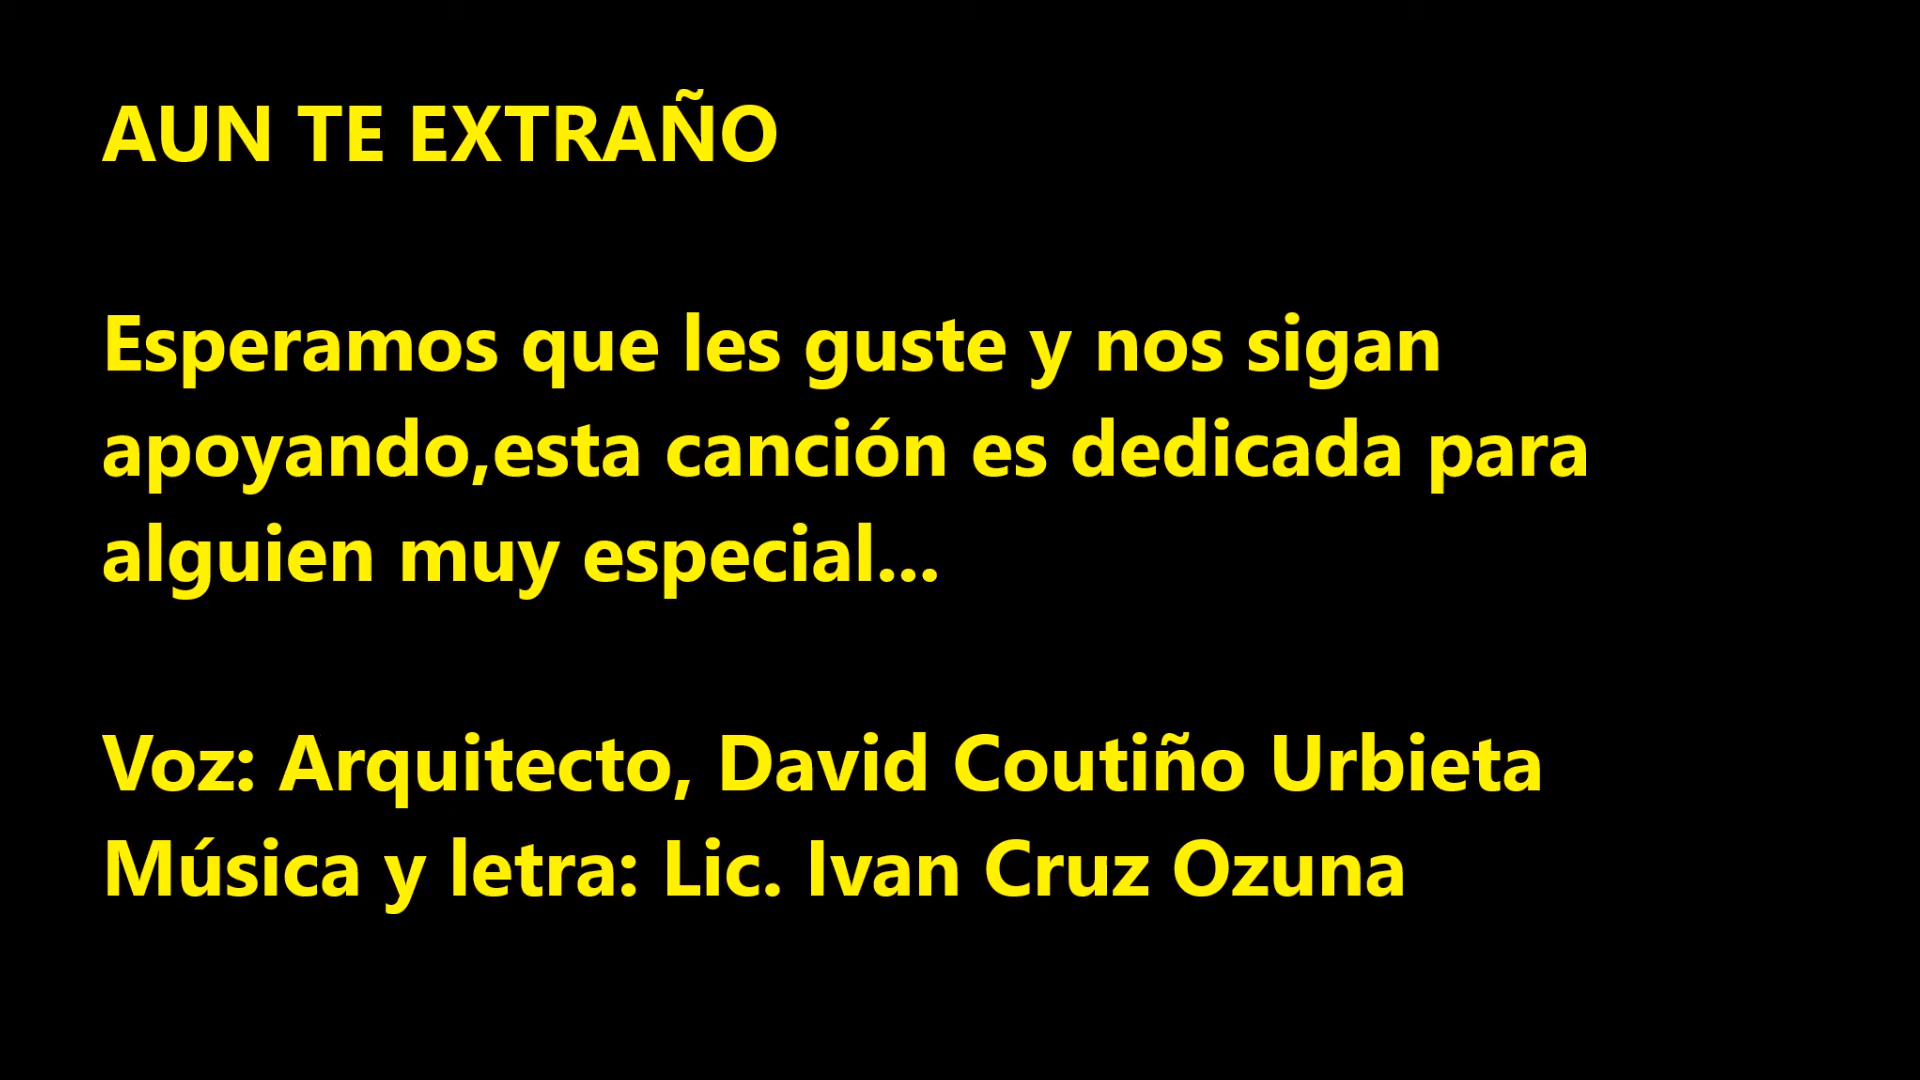 AUN TE EXTRAÑO
Esperamos que les guste y nos sigan
apoyando,esta canción es dedicada para
alguien muy especial...
Voz: Arquitecto, David Coutiño Urbieta
Música y letra: Lic. Ivan Cruz Ozuna